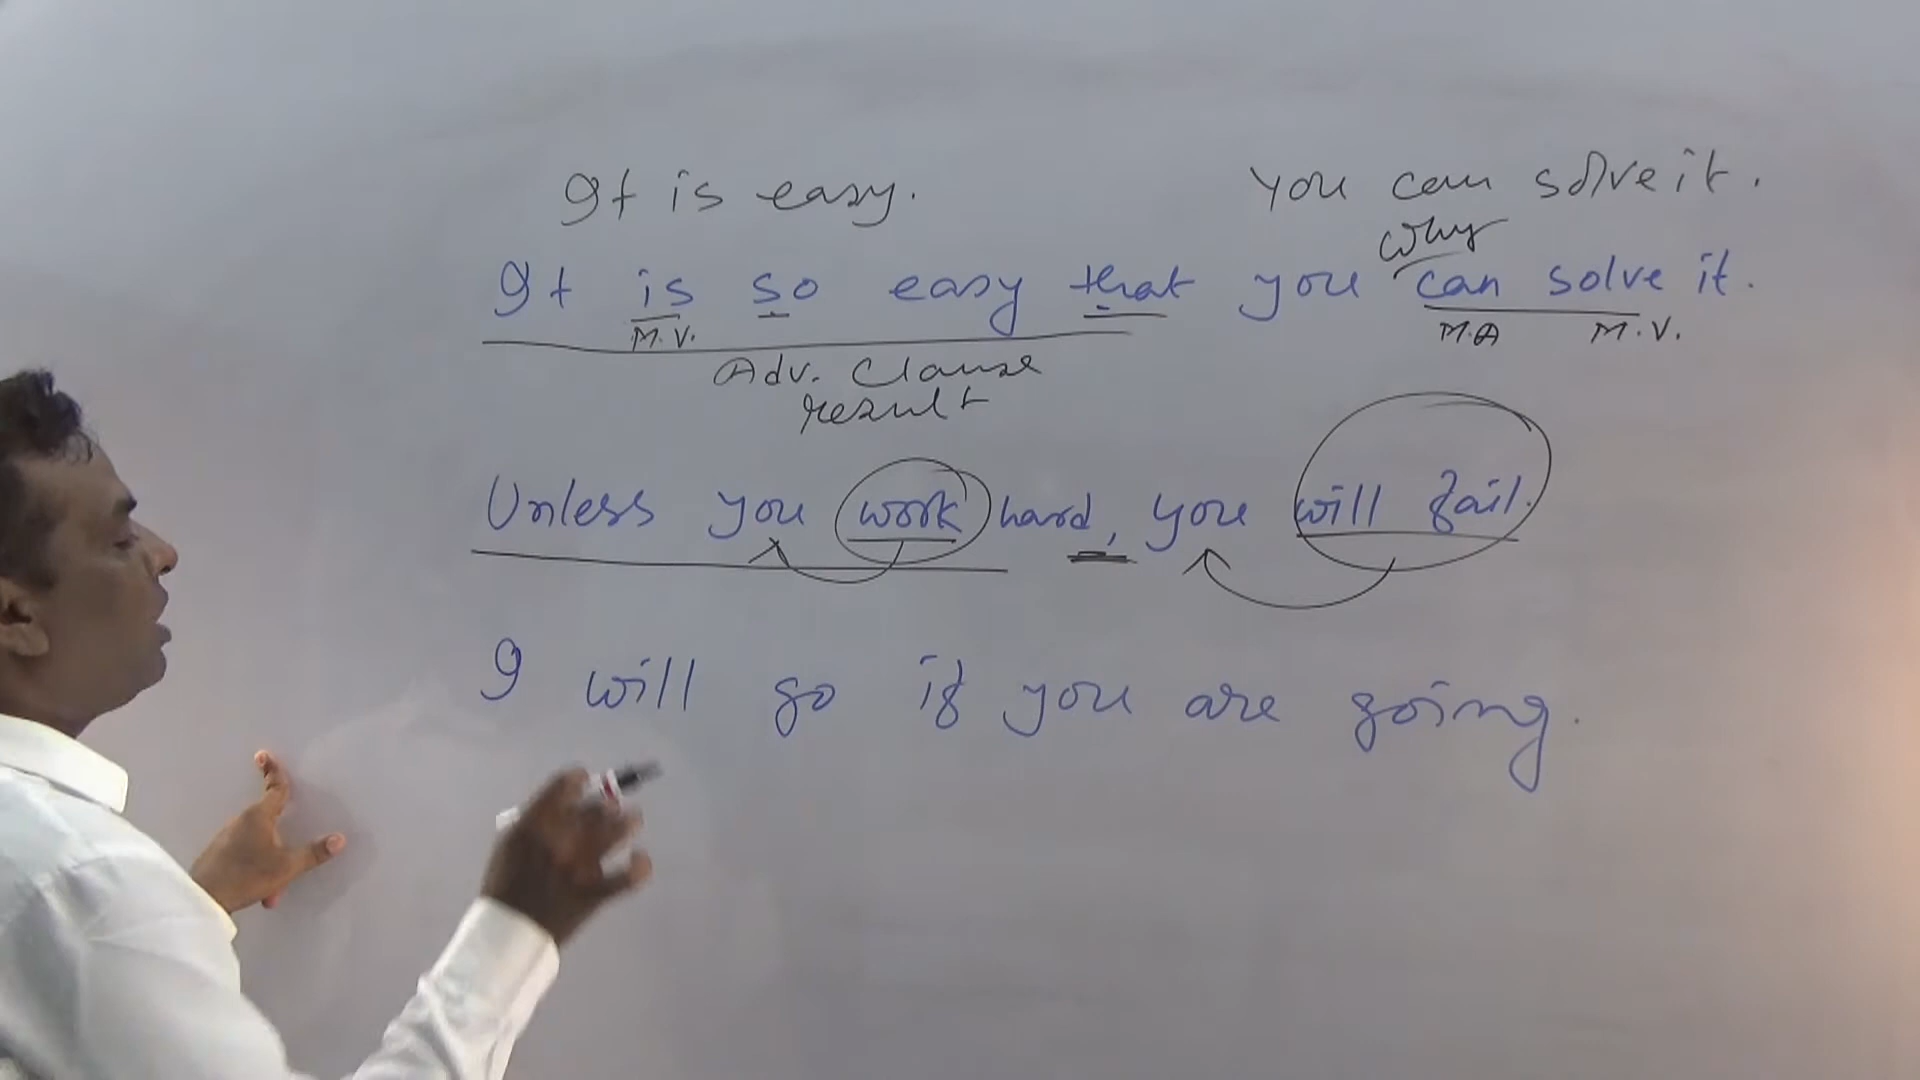 It is easy. You can solve it.
Why
It is so easy that you can solve it.
M.V. M.A M.V.
Adv. Clause
result
Unless you work hard, you will fail.
I will go if you are going.